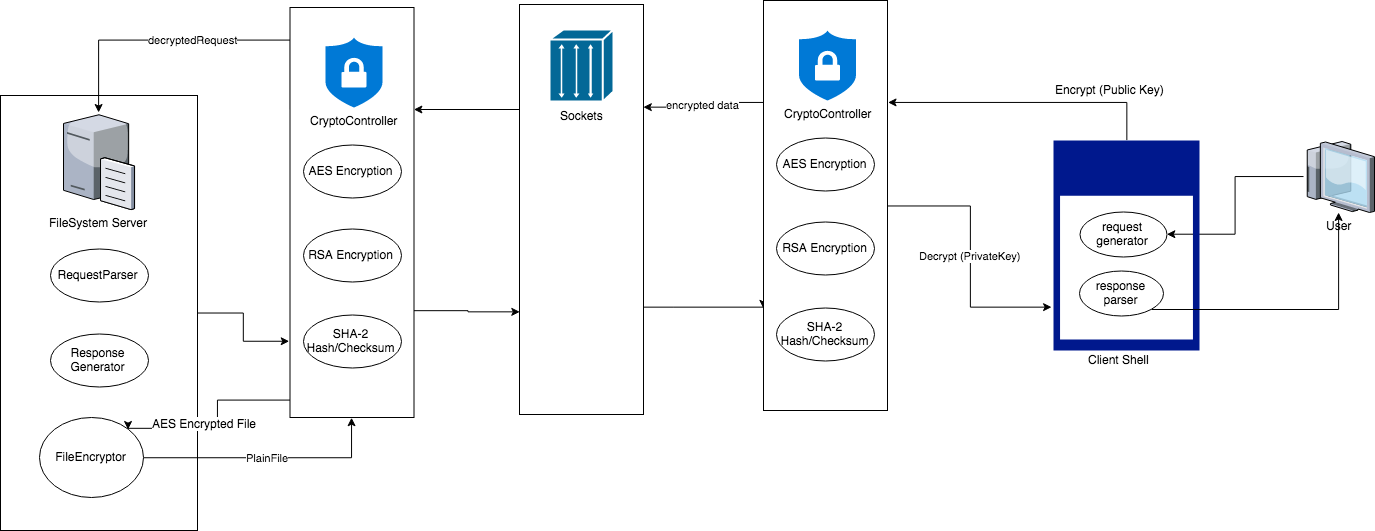 decryptedRequest
FileSystem Server
RequestParser
Response
Generator
FileEncryptor
AES Encrypted File
PlainFile
CryptoController
AES Encryption
RSA Encryption
SHA-2
Hash/Checksum
Sockets
encrypted data
CryptoController
AES Encryption
RSA Encryption
SHA-2
Hash/Checksum
Encrypt (Public Key)
Decrypt (PrivateKey)
request
generator
response
parser
Client Shell
User